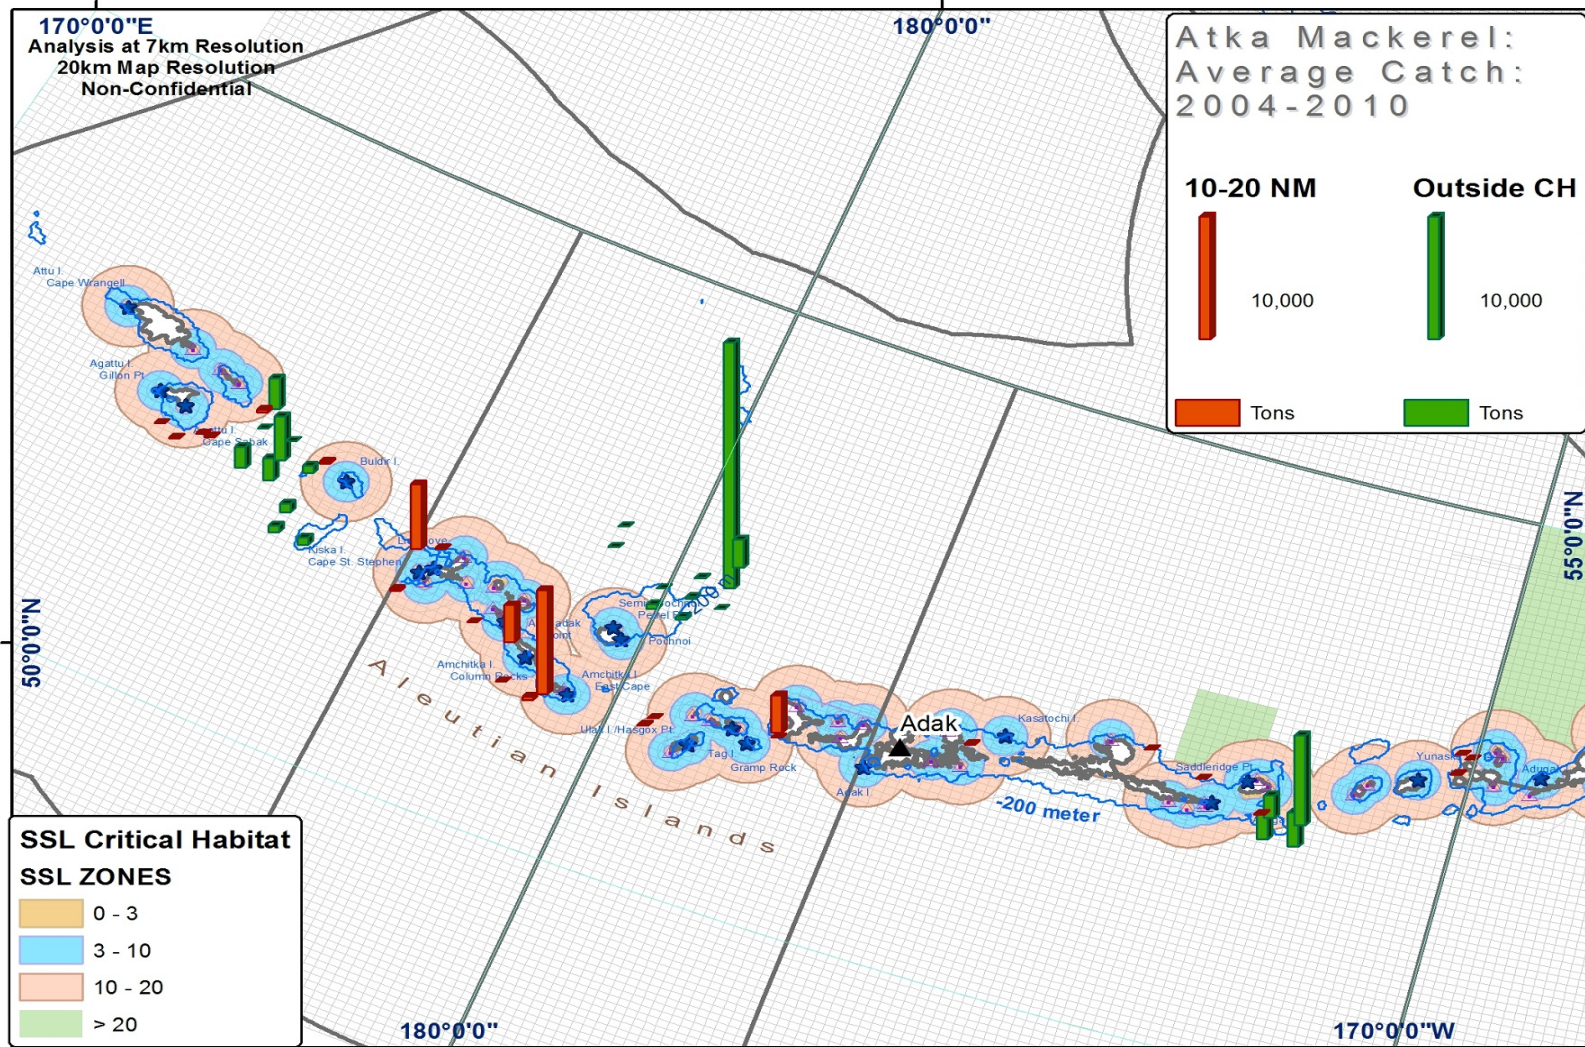 170°0'0"E
180°0'0"
Analysis at 7km Resolution
20km Map Resolution
Non-Confidential
Atka Mackerel:
Average Catch:
2004-2010
10-20 NM
Outside CH
10,000
10,000
Tons
Tons
Attu I.
Cape Wrangell
Agattu I.
Gillon Pt
Cape Sabak
Buldir I.
Kiska I.
Cape St. Stephen
Pochnoi
Amchitka I.
Column Rocks
Amchitka I.
East Cape
Ulak I./Hasgox Pt.
Tag I.
Gramp Rock
Adak
Adak I.
Kasatochi I.
Saddleridge Pt.
Adugak
-200 meter
Aleutian Islands
50°0'0"N
55°0'0"N
SSL Critical Habitat
SSL ZONES
0 - 3
3 - 10
10 - 20
> 20
180°0'0"
170°0'0"W